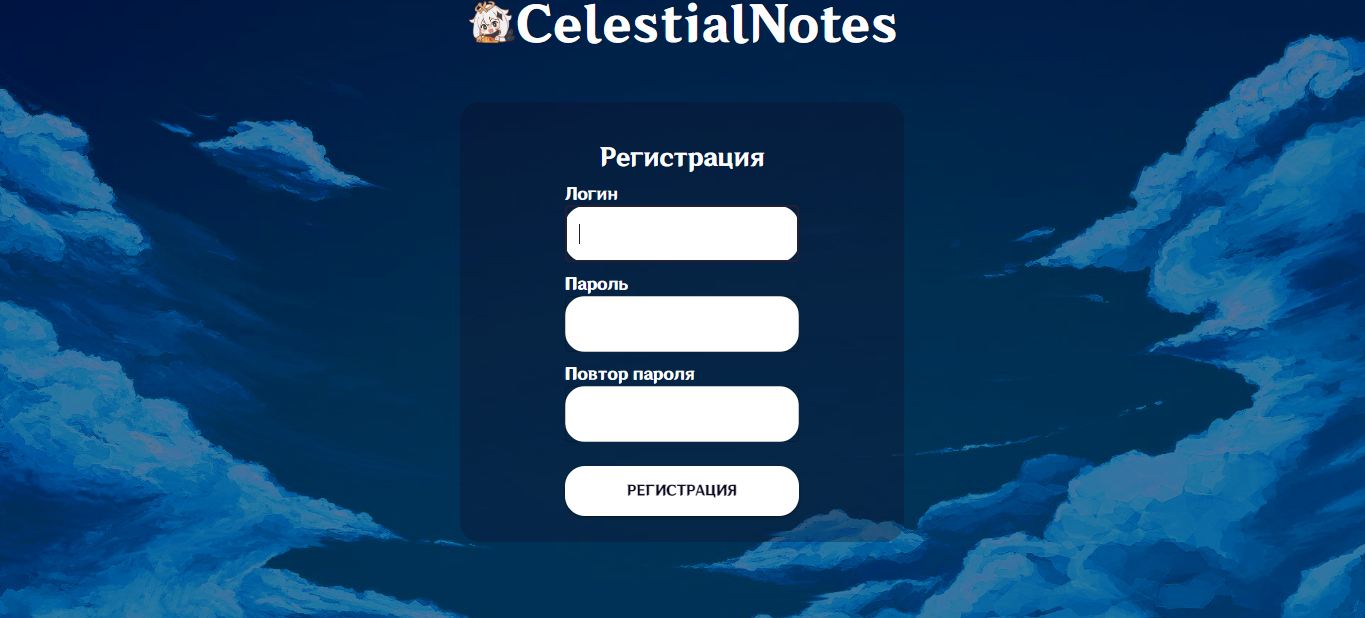 CelestialNotes
Регистрация
Логин
Пароль
Повтор пароля
РЕГИСТРАЦИЯ